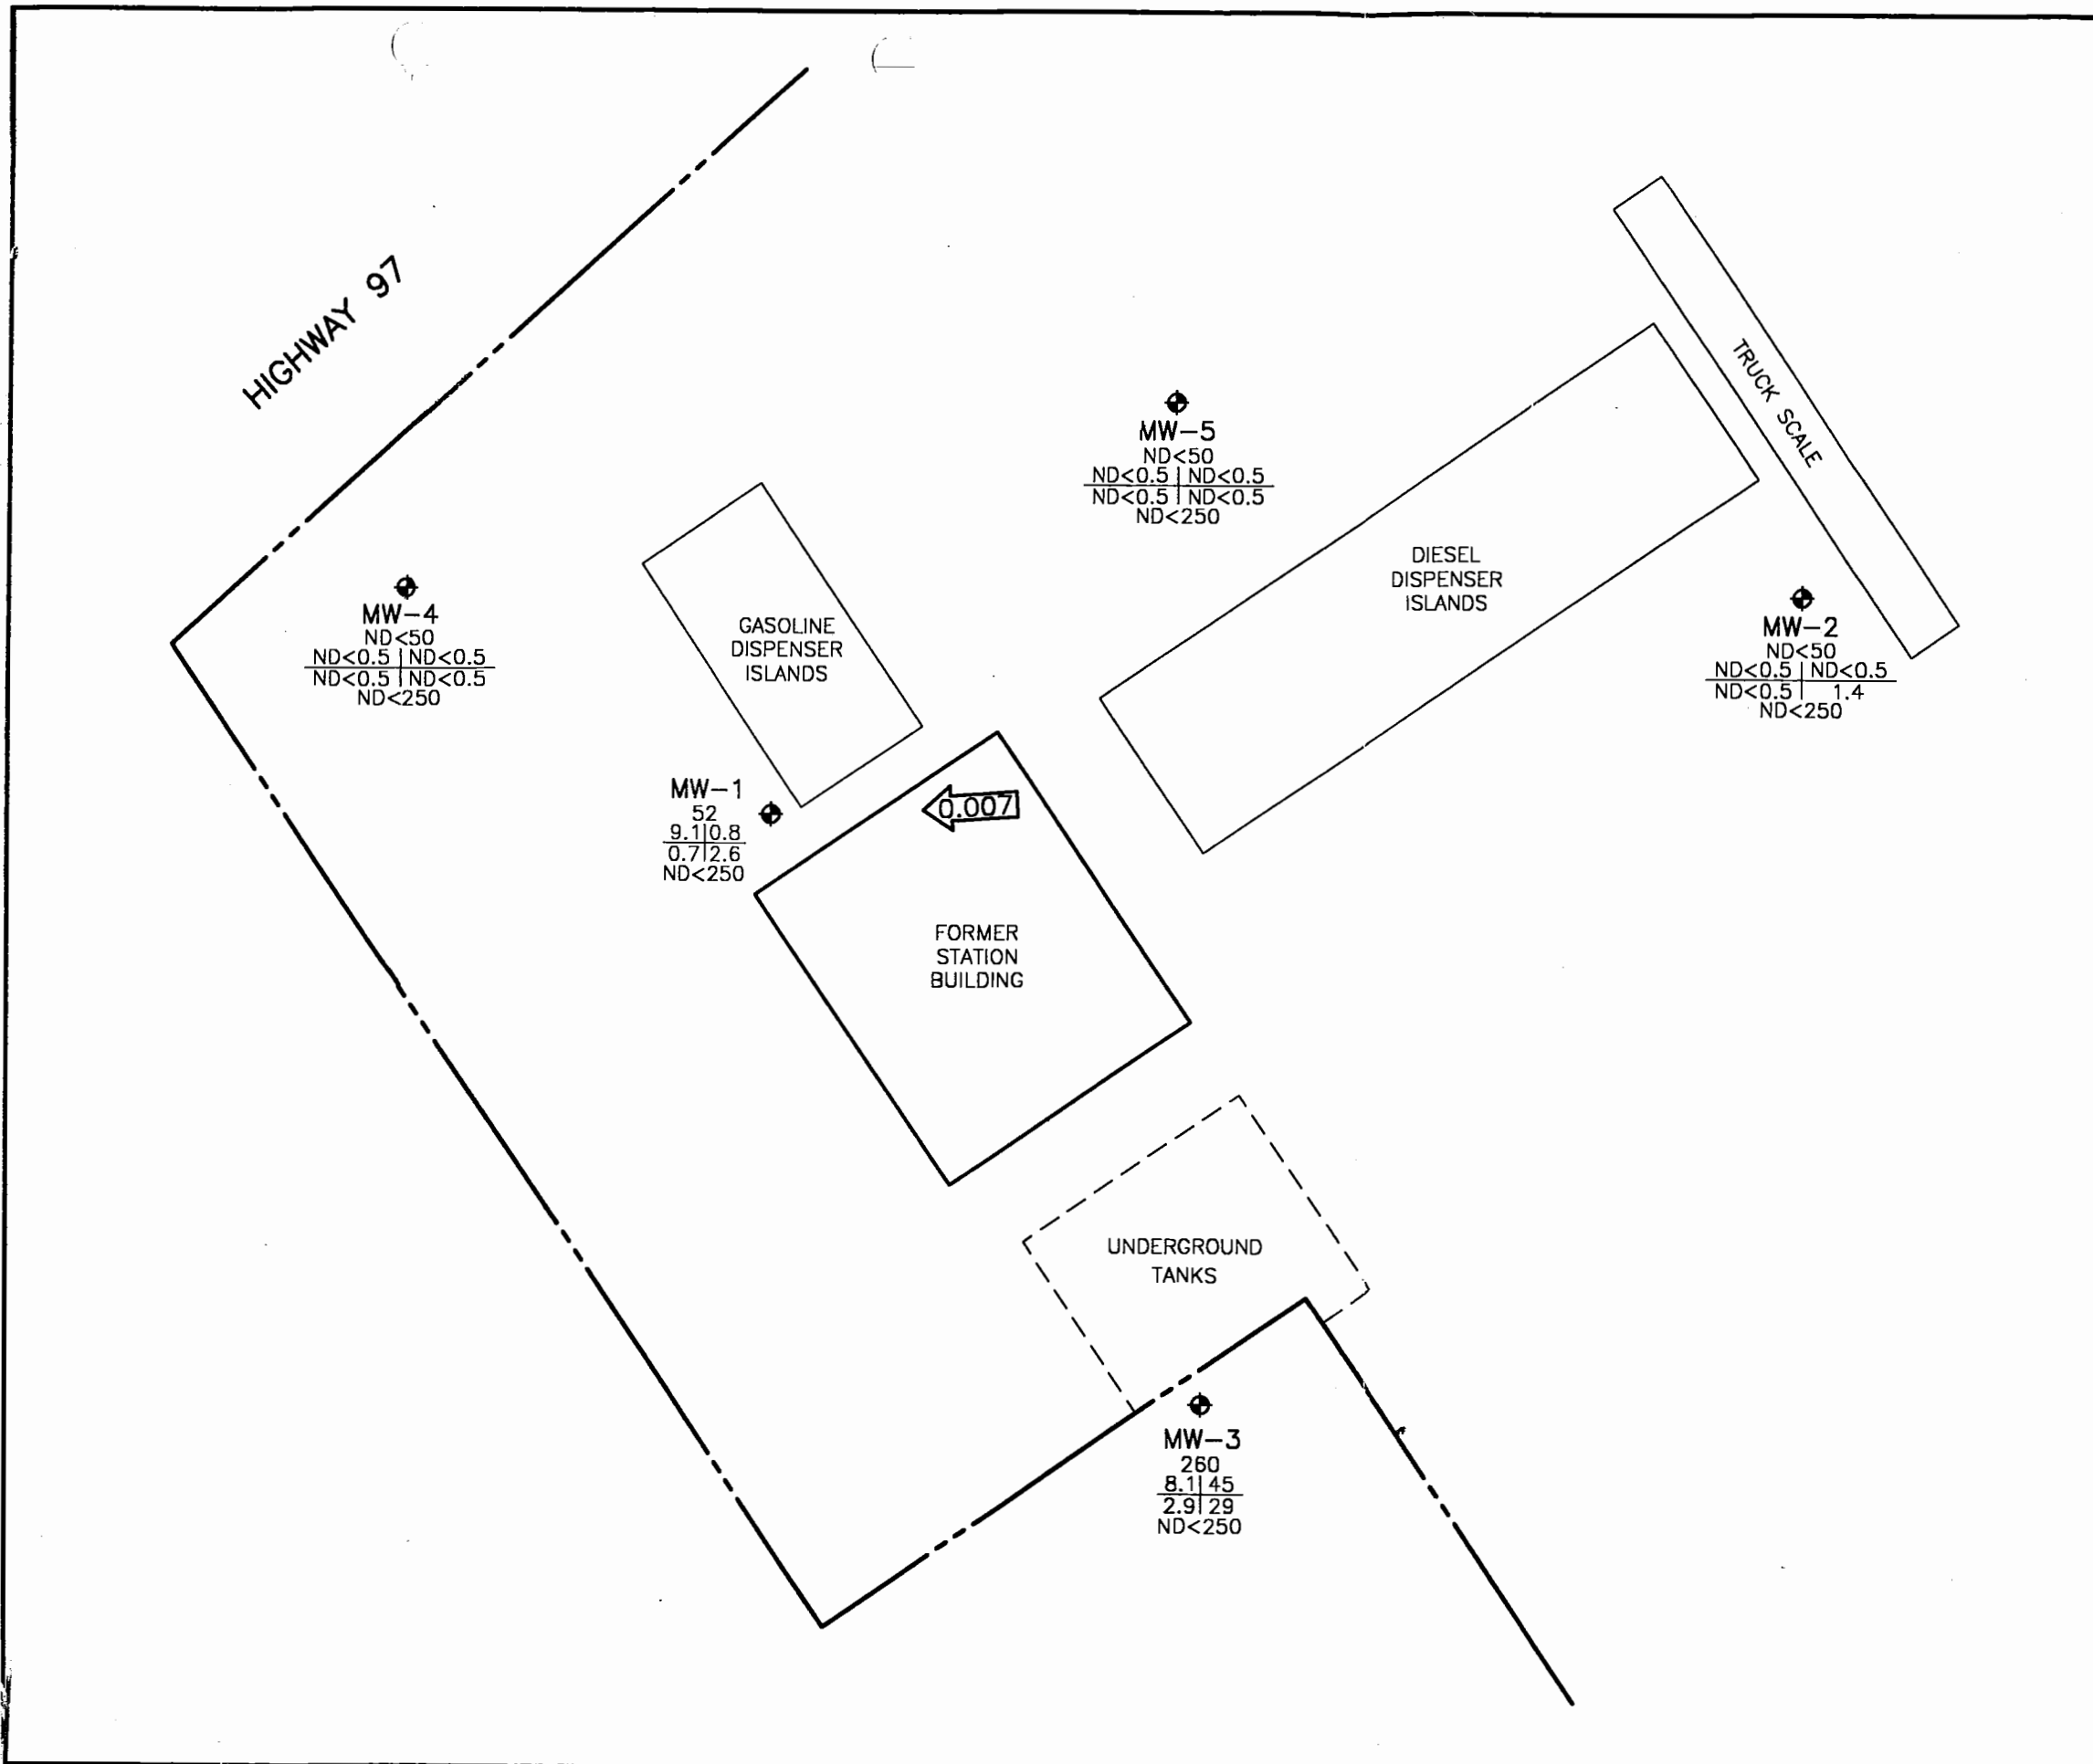 HIGHWAY 97
TRUCK SCALE
MW-5
ND<50
ND<0.5 | ND<0.5
ND<0.5 | ND<0.5
ND<250
DIESEL
DISPENSER
ISLANDS
MW-4
ND<50
ND<0.5 | ND<0.5
ND<0.5 | ND<0.5
ND<250
GASOLINE
DISPENSER
ISLANDS
MW-2
ND<50
ND<0.5 | ND<0.5
ND<0.5 | 1.4
ND<250
MW-1
52
9.1|0.8
0.7|2.6
ND<250
0.007
FORMER
STATION
BUILDING
UNDERGROUND
TANKS
MW-3
260
8.1|45
2.9|29
ND<250